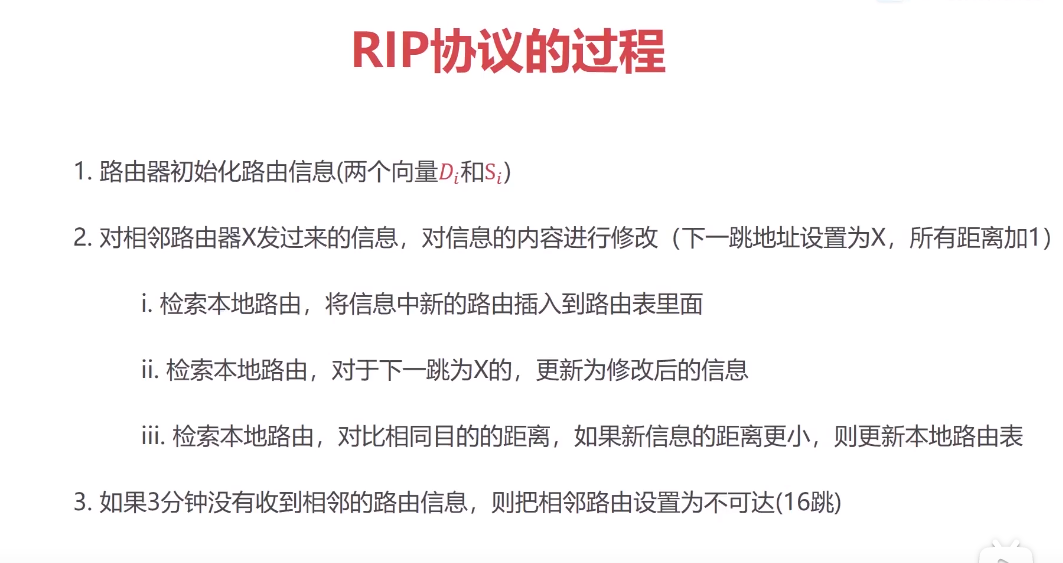 RIP协议的过程
1. 路由器初始化路由信息(两个向量Dᵢ和Sᵢ)
2. 对相邻路由器X发过来的信息，对信息的内容进行修改（下一跳地址设置为X，所有距离加1）
i. 检索本地路由，将信息中新的路由插入到路由表里面
ii. 检索本地路由，对于下一跳为X的，更新为修改后的信息
iii. 检索本地路由，对比相同目的的距离，如果新信息的距离更小，则更新本地路由表
3. 如果3分钟没有收到相邻的路由信息，则把相邻路由设置为不可达(16跳)